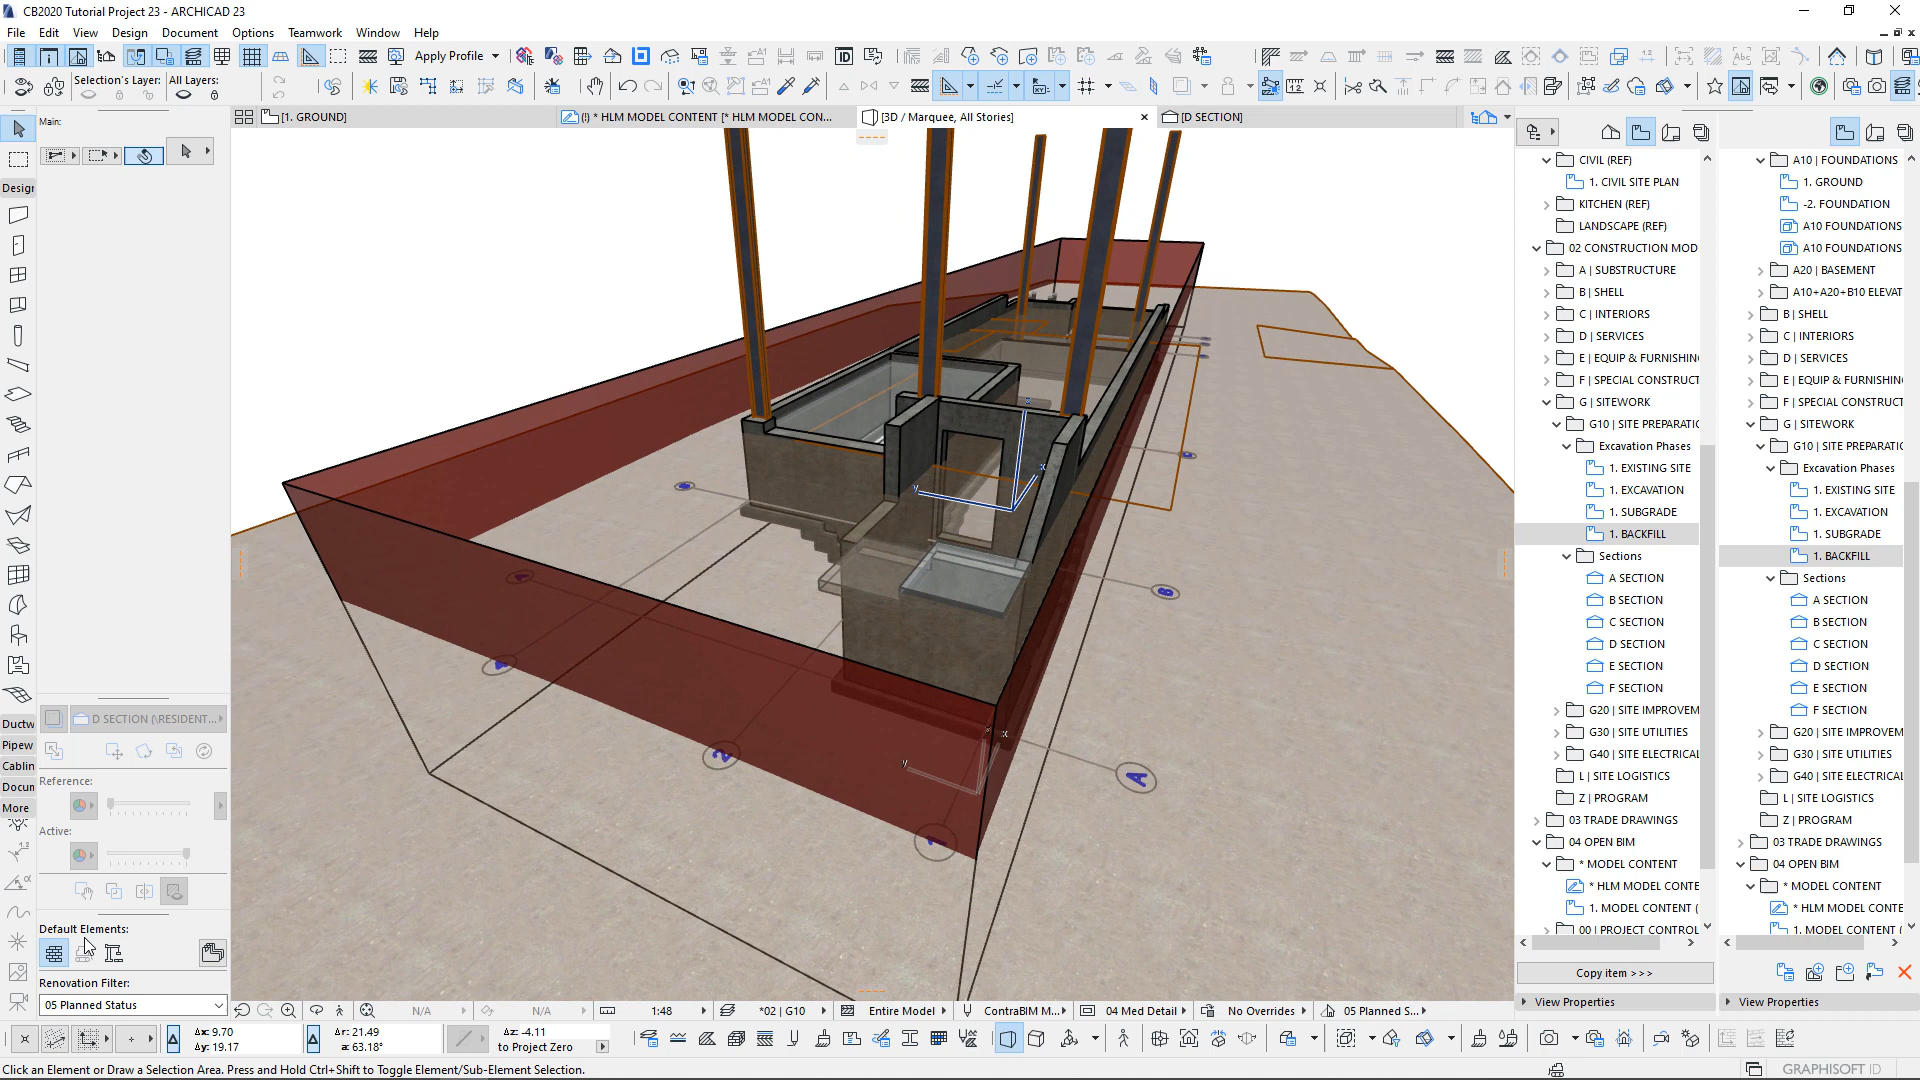 CB2020 Tutorial Project 23 - ARCHICAD 23
File Edit View Design Document Options Teamwork Window Help
Apply Profile
Selection's Layer: All Layers:
Main:
[1. GROUND]
(!) * HLM MODEL CONTENT [* HLM MODEL CON...
[3D / Marquee, All Stories]
[D SECTION]
Design
Ductw
Pipew
Cablin
Docum
More
D SECTION (\RESIDENT...
Reference:
Active:
Default Elements:
Renovation Filter:
05 Planned Status
CIVIL (REF)
1. CIVIL SITE PLAN
KITCHEN (REF)
LANDSCAPE (REF)
02 CONSTRUCTION MOD
A | SUBSTRUCTURE
B | SHELL
C | INTERIORS
D | SERVICES
E | EQUIP & FURNISHIN
F | SPECIAL CONSTRUCT
G | SITEWORK
G10 | SITE PREPARATIO
Excavation Phases
1. EXISTING SITE
1. EXCAVATION
1. SUBGRADE
1. BACKFILL
Sections
A SECTION
B SECTION
C SECTION
D SECTION
E SECTION
F SECTION
G20 | SITE IMPROVEM
G30 | SITE UTILITIES
G40 | SITE ELECTRICAL
L | SITE LOGISTICS
Z | PROGRAM
03 TRADE DRAWINGS
04 OPEN BIM
* MODEL CONTENT
* HLM MODEL CONTE
1. MODEL CONTENT (
00 | PROJECT CONTROL
Copy item >>>
View Properties
A10 | FOUNDATIONS
1. GROUND
-2. FOUNDATION
A10 FOUNDATIONS
A10 FOUNDATIONS
A20 | BASEMENT
A10+A20+B10 ELEVAT
B | SHELL
C | INTERIORS
D | SERVICES
E | EQUIP & FURNISHIN
F | SPECIAL CONSTRUCT
G | SITEWORK
G10 | SITE PREPARATIO
Excavation Phases
1. EXISTING SITE
1. EXCAVATION
1. SUBGRADE
1. BACKFILL
Sections
A SECTION
B SECTION
C SECTION
D SECTION
E SECTION
F SECTION
G20 | SITE IMPROVEM
G30 | SITE UTILITIES
G40 | SITE ELECTRICAL
L | SITE LOGISTICS
Z | PROGRAM
03 TRADE DRAWINGS
04 OPEN BIM
* MODEL CONTENT
* HLM MODEL CONTE
1. MODEL CONTENT (
View Properties
N/A N/A 1:48 *02 | G10 Entire Model ContraBIM M... 04 Med Detail No Overrides 05 Planned S...
Δx: 9.70 Δr: 21.49 Δz: -4.11
Δy: 19.17 a: 63.18° to Project Zero
Click an Element or Draw a Selection Area. Press and Hold Ctrl+Shift to Toggle Element/Sub-Element Selection.
GRAPHISOFT ID
B
2
A
1